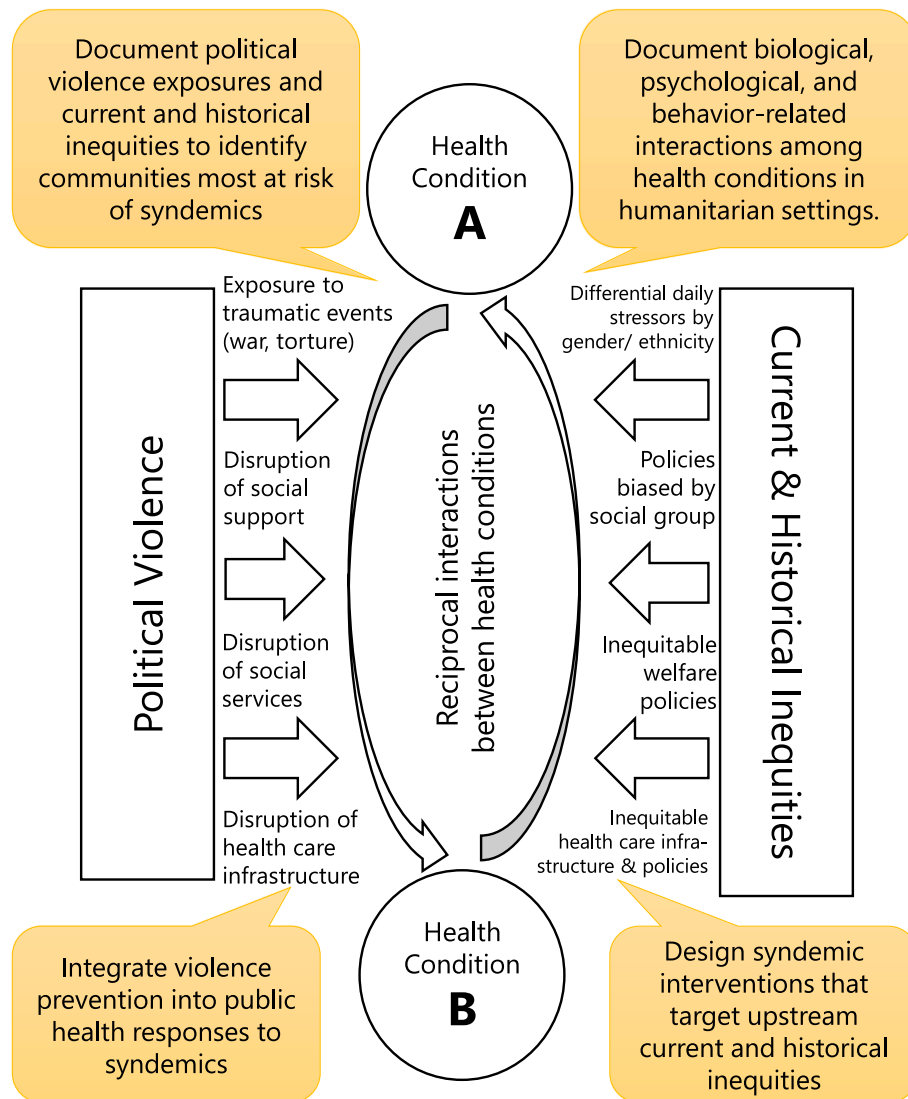 Document political
violence exposures and
current and historical
inequities to identify
communities most at risk
of syndemics
Document biological,
psychological, and
behavior-related
interactions among
health conditions in
humanitarian settings.
Health
Condition
A
Political Violence
Exposure to
traumatic events
(war, torture)
Disruption
of social
support
Disruption
of social
services
Disruption of
health care
infrastructure
Reciprocal interactions
between health conditions
Differential daily
stressors by
gender/ ethnicity
Policies
biased by
social group
Inequitable
welfare
policies
Inequitable
health care infra-
structure & policies
Current & Historical Inequities
Health
Condition
B
Integrate violence
prevention into public
health responses to
syndemics
Design syndemic
interventions that
target upstream
current and historical
inequities